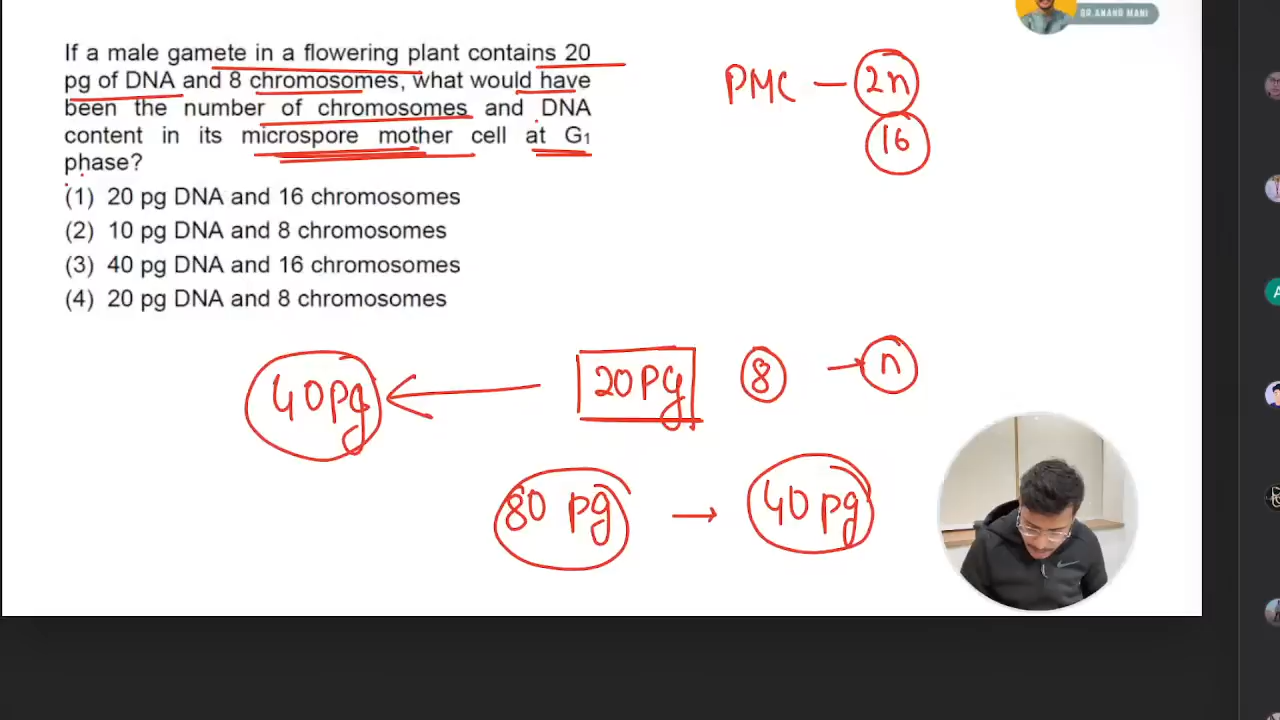 DR.ANAND MANI
If a male gamete in a flowering plant contains 20
pg of DNA and 8 chromosomes, what would have
been the number of chromosomes and DNA
content in its microspore mother cell at G₁
phase?
(1) 20 pg DNA and 16 chromosomes
(2) 10 pg DNA and 8 chromosomes
(3) 40 pg DNA and 16 chromosomes
(4) 20 pg DNA and 8 chromosomes
PMC — 2n
16
40pg ← 20pg 8 → n
80 pg → 40pg